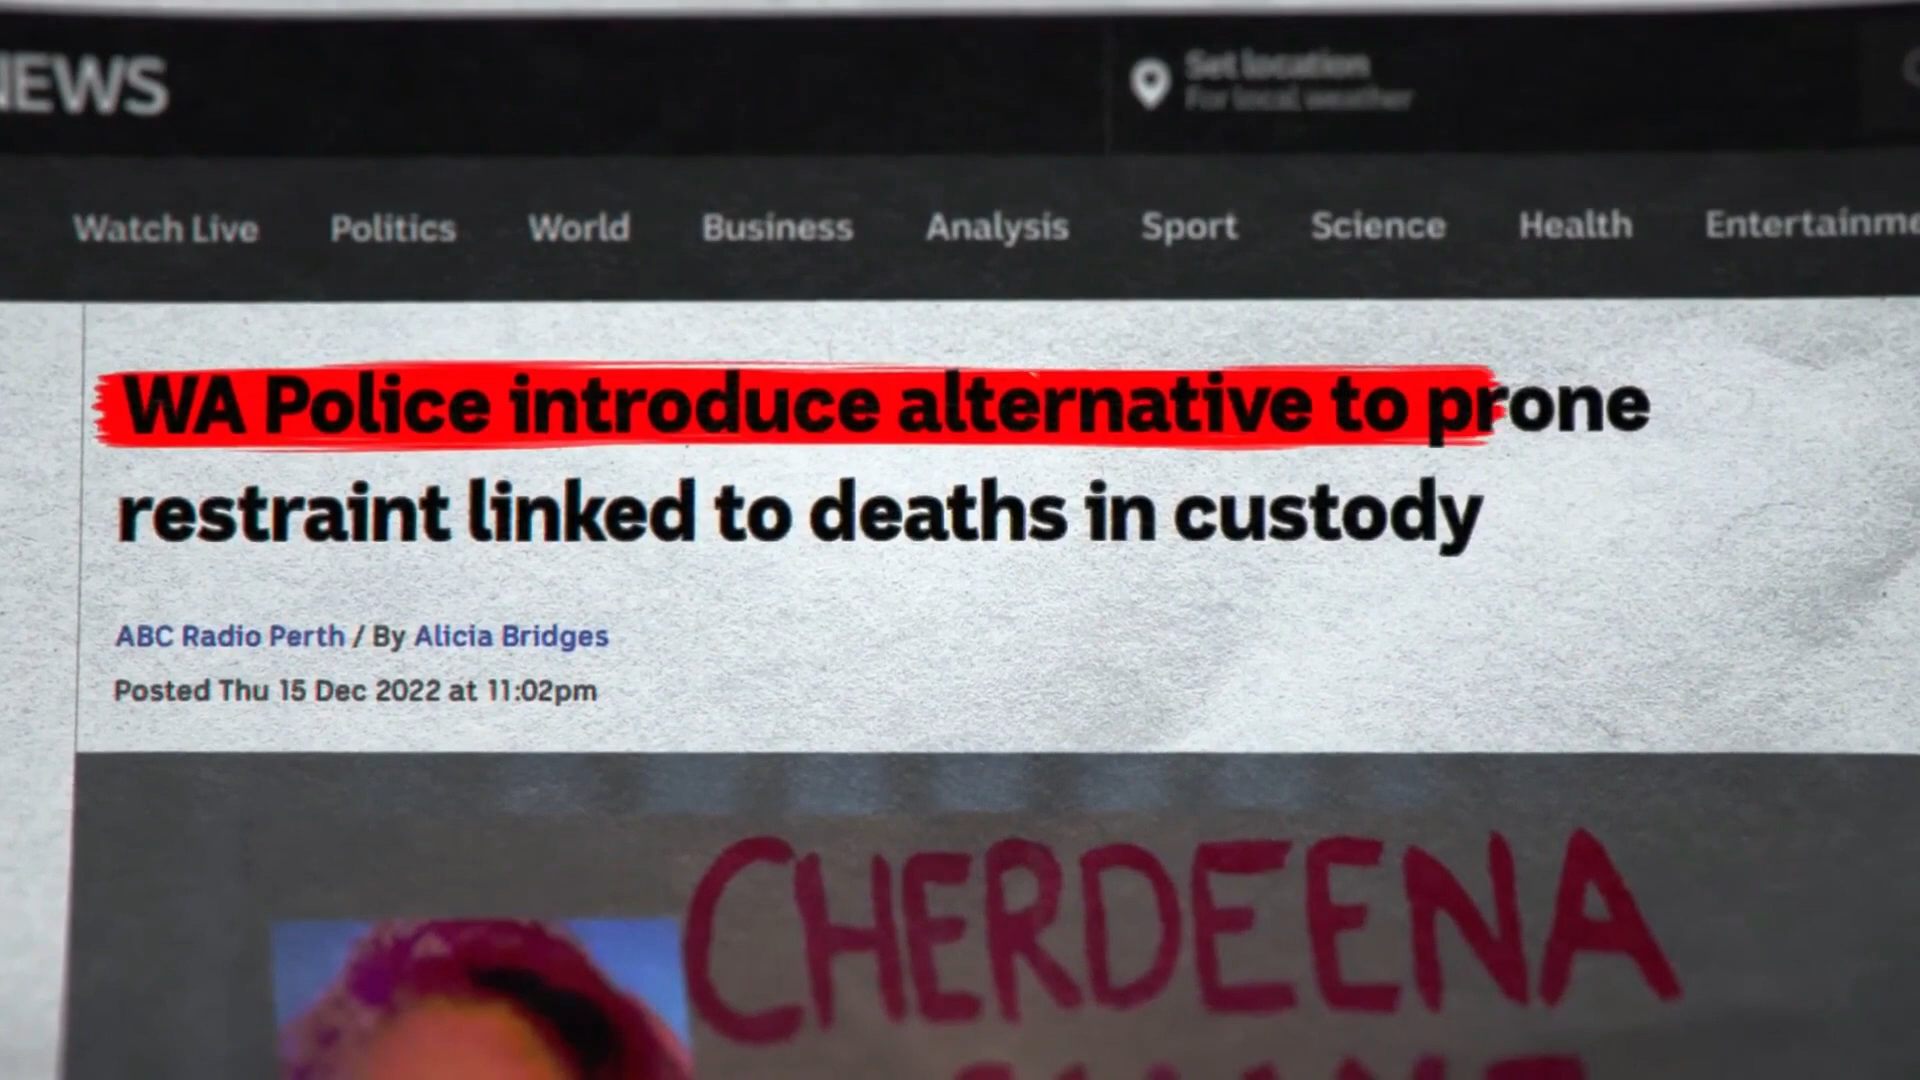 NEWS
Set location
For local weather
Watch Live Politics World Business Analysis Sport Science Health
WA Police introduce alternative to prone
restraint linked to deaths in custody
ABC Radio Perth / By Alicia Bridges
Posted Thu 15 Dec 2022 at 11:02pm
CHERDEENA